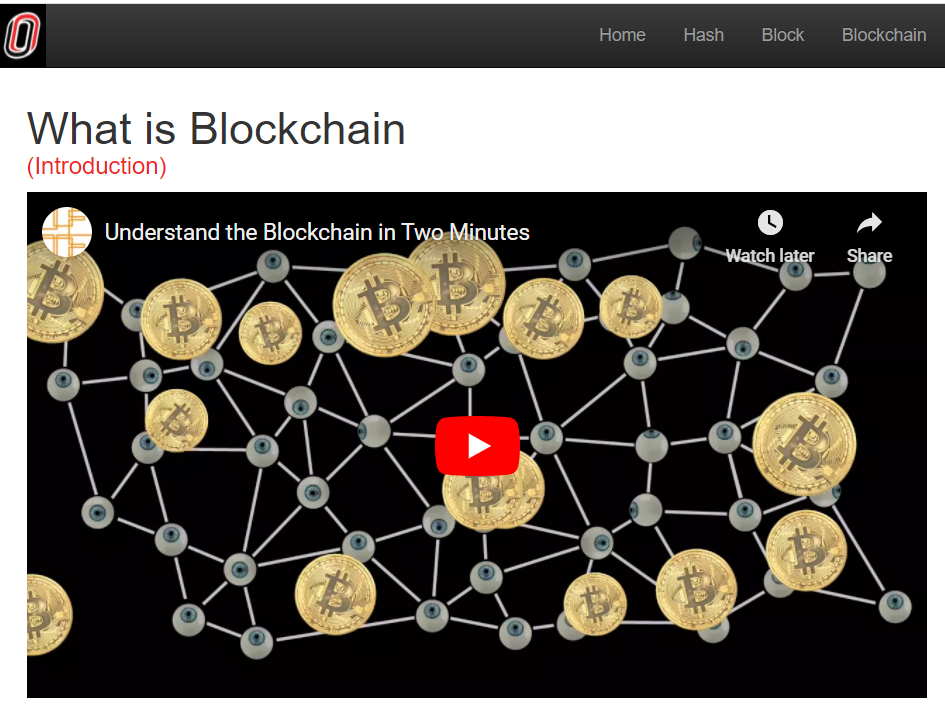 Home Hash Block Blockchain
What is Blockchain
(Introduction)
Understand the Blockchain in Two Minutes
Watch later Share